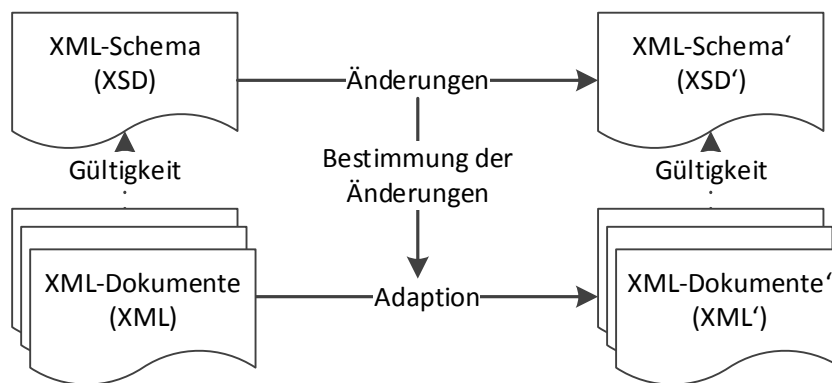 XML-Schema
(XSD)
Änderungen
XML-Schema‘
(XSD‘)
Gültigkeit
Bestimmung der
Änderungen
Gültigkeit
XML-Dokumente
(XML)
Adaption
XML-Dokumente‘
(XML‘)